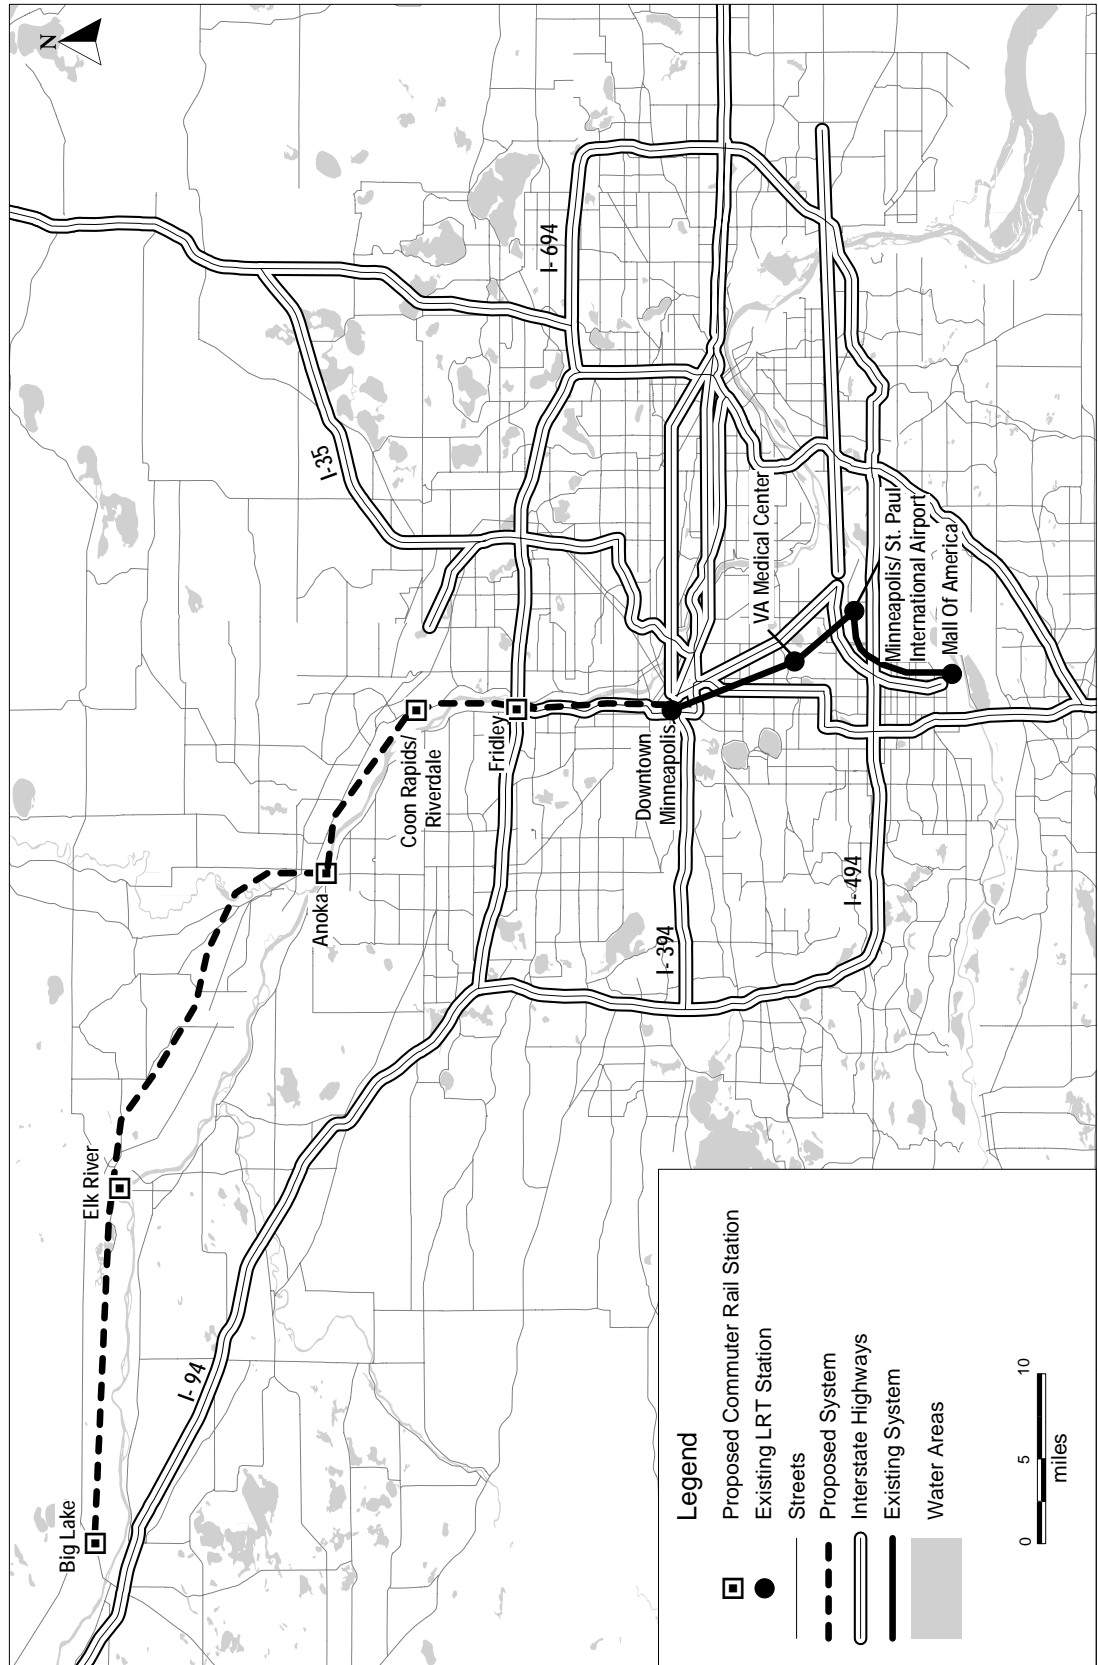 N
Big Lake
Elk River
Anoka
Coon Rapids/
Riverdale
Fridley
Downtown
Minneapolis
VA Medical Center
Minneapolis/ St. Paul
International Airport
Mall Of America
I- 94
I-35
I- 694
I- 394
I- 494
Legend
Proposed Commuter Rail Station
Existing LRT Station
Streets
Proposed System
Interstate Highways
Existing System
Water Areas
0 5 10
miles